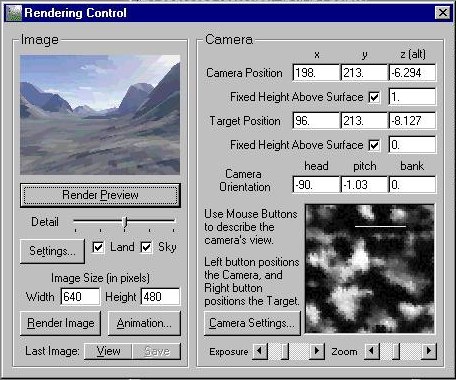 Rendering Control
Image
Render Preview
Detail
Settings...
Land
Sky
Image Size (in pixels)
Width 640 Height 480
Render Image
Animation...
Last Image: View Save
Camera
x y z (alt)
Camera Position 198. 213. -6.294
Fixed Height Above Surface 1.
Target Position 96. 213. -8.127
Fixed Height Above Surface 0.
head pitch bank
Camera
Orientation
-90. -1.03 0.
Use Mouse Buttons
to describe the
camera's view.
Left button positions
the Camera, and
Right button
positions the Target.
Camera Settings...
Exposure
Zoom